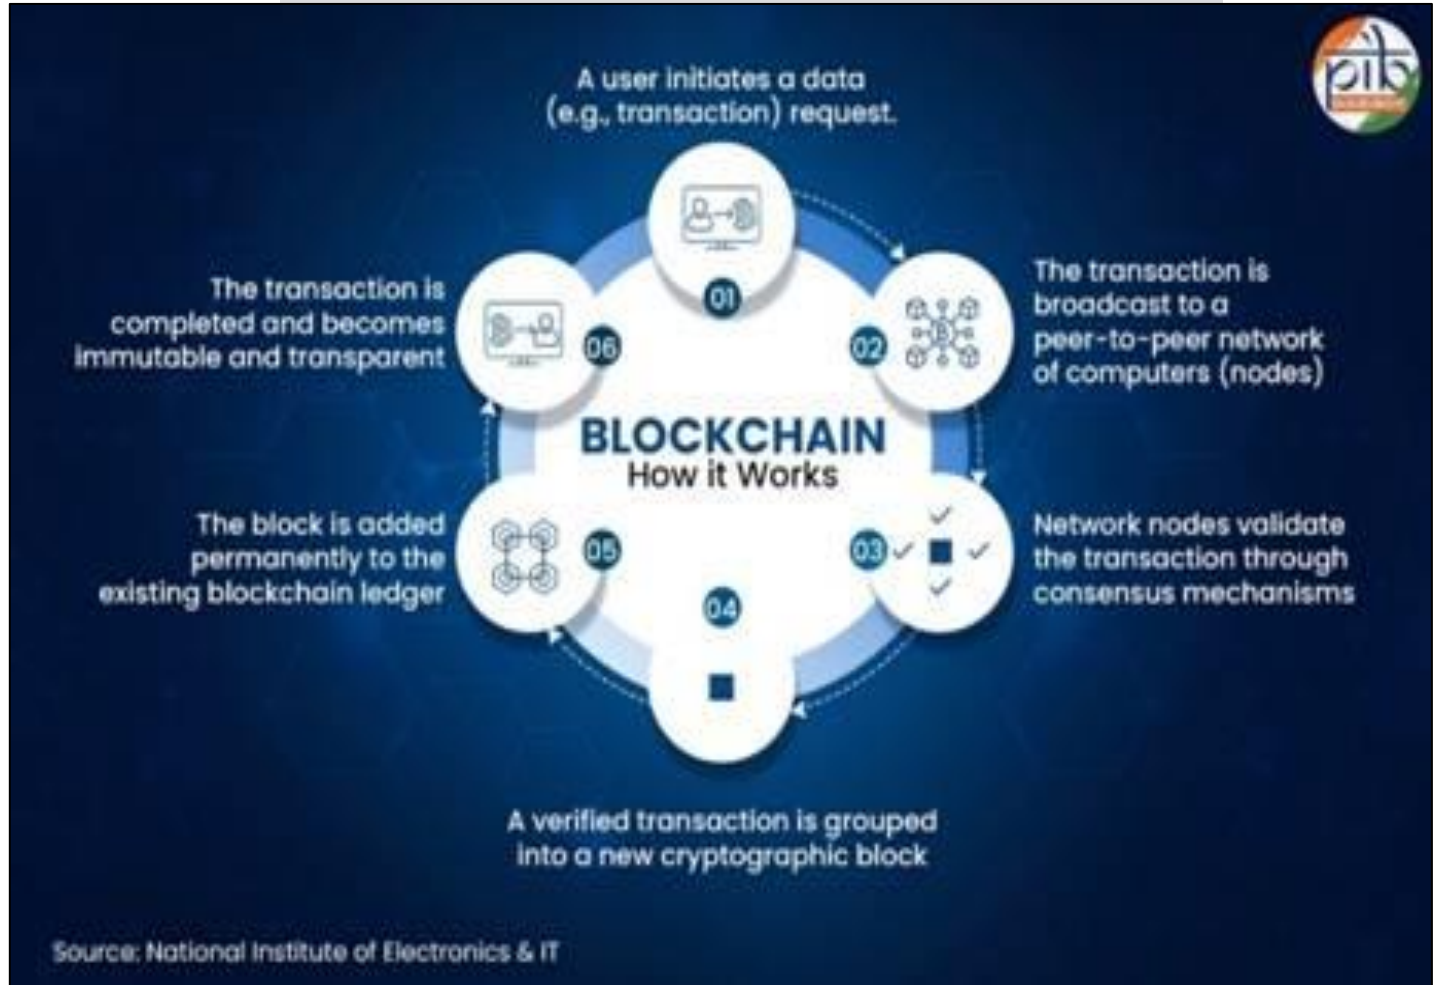 A user initiates a data
(e.g., transaction) request.
01
The transaction is
broadcast to a
peer-to-peer network
of computers (nodes)
02
Network nodes validate
the transaction through
consensus mechanisms
03
A verified transaction is grouped
into a new cryptographic block
04
The block is added
permanently to the
existing blockchain ledger
05
The transaction is
completed and becomes
immutable and transparent
06
BLOCKCHAIN
How it Works
Source: National Institute of Electronics & IT
pib